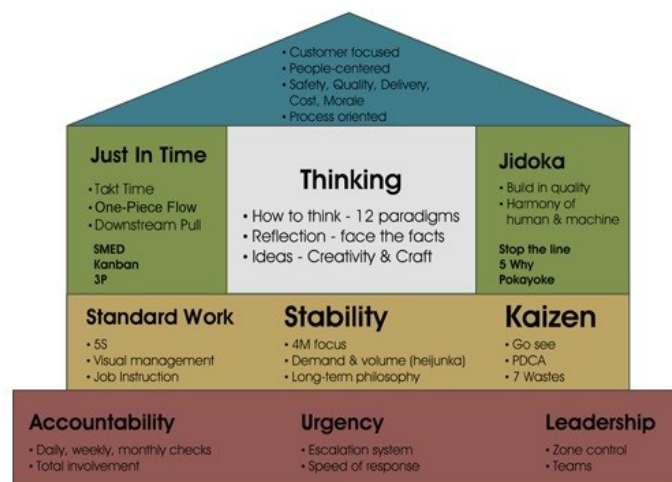 • Customer focused
• People-centered
• Safety, Quality, Delivery,
Cost, Morale
• Process oriented
Just In Time
• Takt Time
• One-Piece Flow
• Downstream Pull
SMED
Kanban
3P
Thinking
• How to think - 12 paradigms
• Reflection - face the facts
• Ideas - Creativity & Craft
Jidoka
• Build in quality
• Harmony of
human & machine
Stop the line
5 Why
Pokayoke
Standard Work
• 5S
• Visual management
• Job Instruction
Stability
• 4M focus
• Demand & volume (heijunka)
• Long-term philosophy
Kaizen
• Go see
• PDCA
• 7 Wastes
Accountability
• Daily, weekly, monthly checks
• Total involvement
Urgency
• Escalation system
• Speed of response
Leadership
• Zone control
• Teams